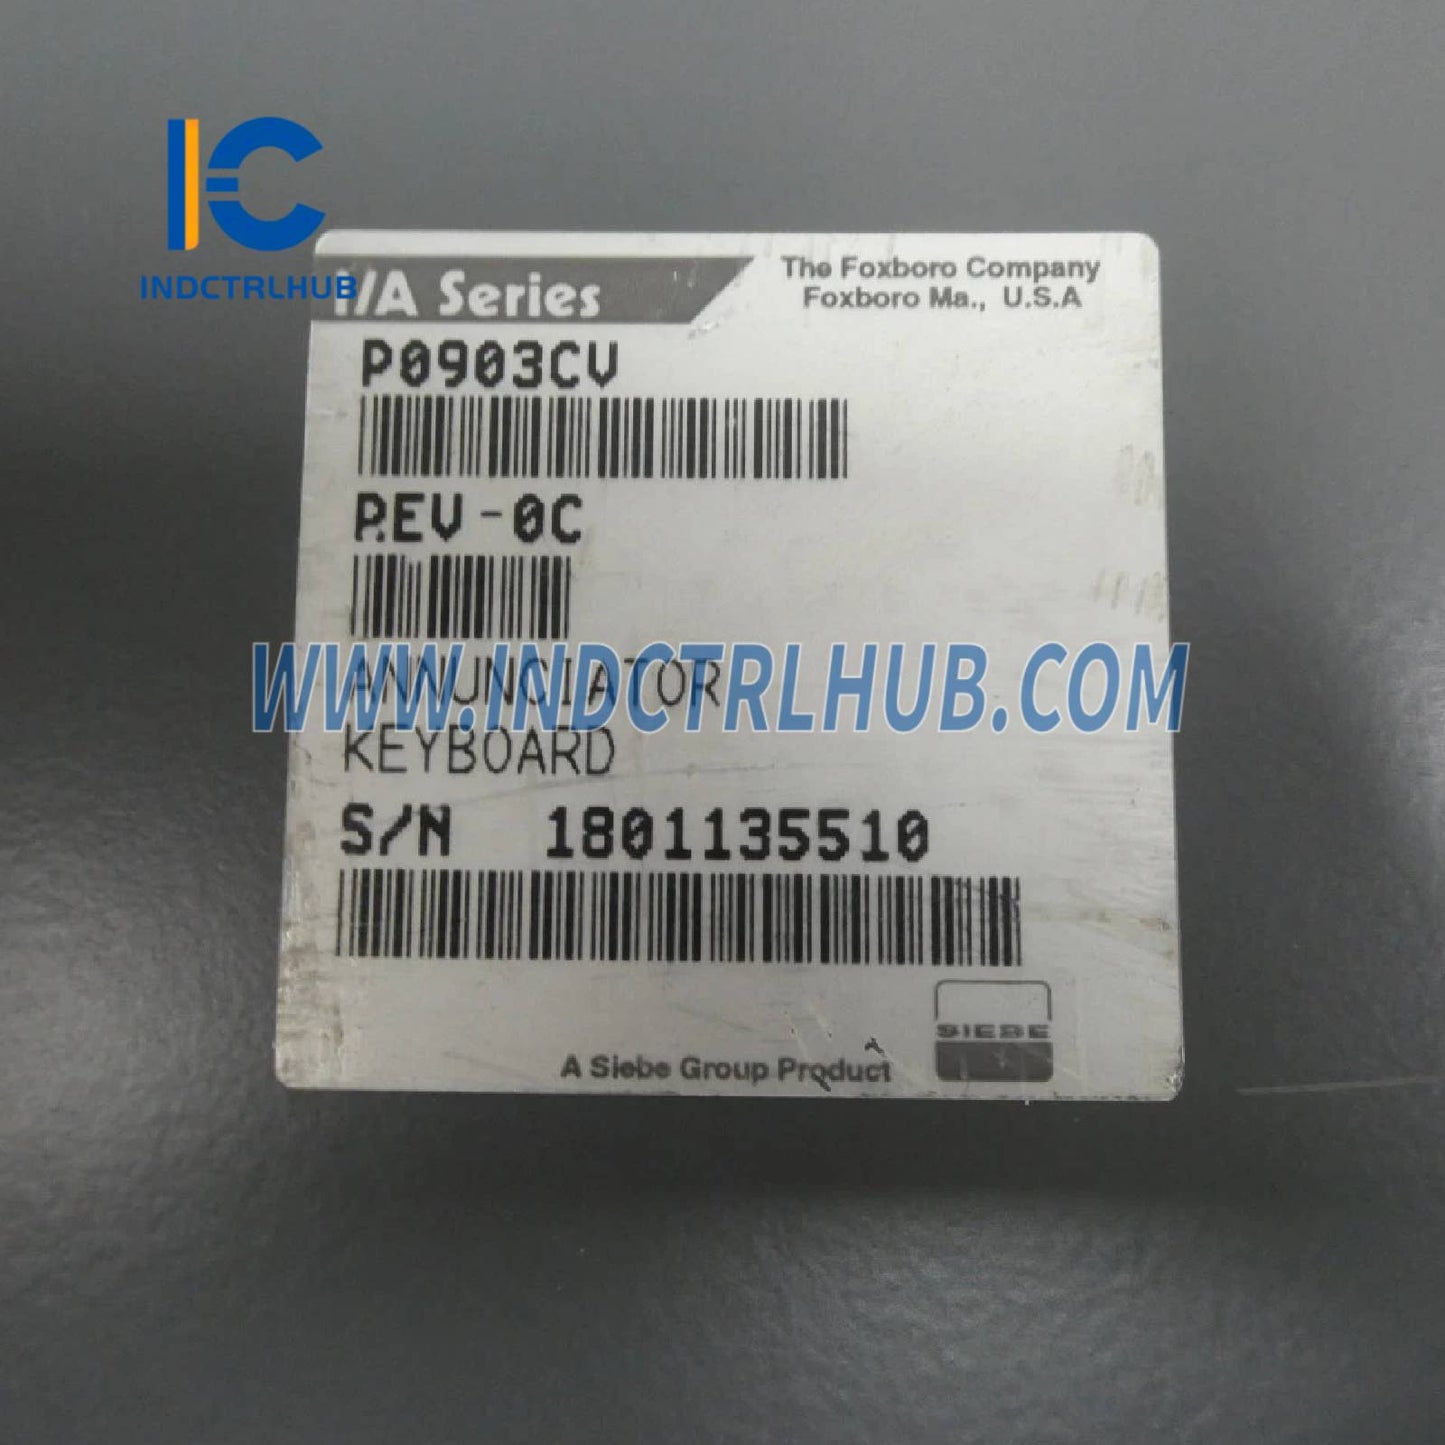 INDCTRLHUB
I/A Series
The Foxboro Company
Foxboro Ma., U.S.A
P0903CV
REV-0C
WWW.INDCTRLHUB.COM
ANNUNCIATOR
KEYBOARD
S/N 1801135510
SIEBE
A Siebe Group Product